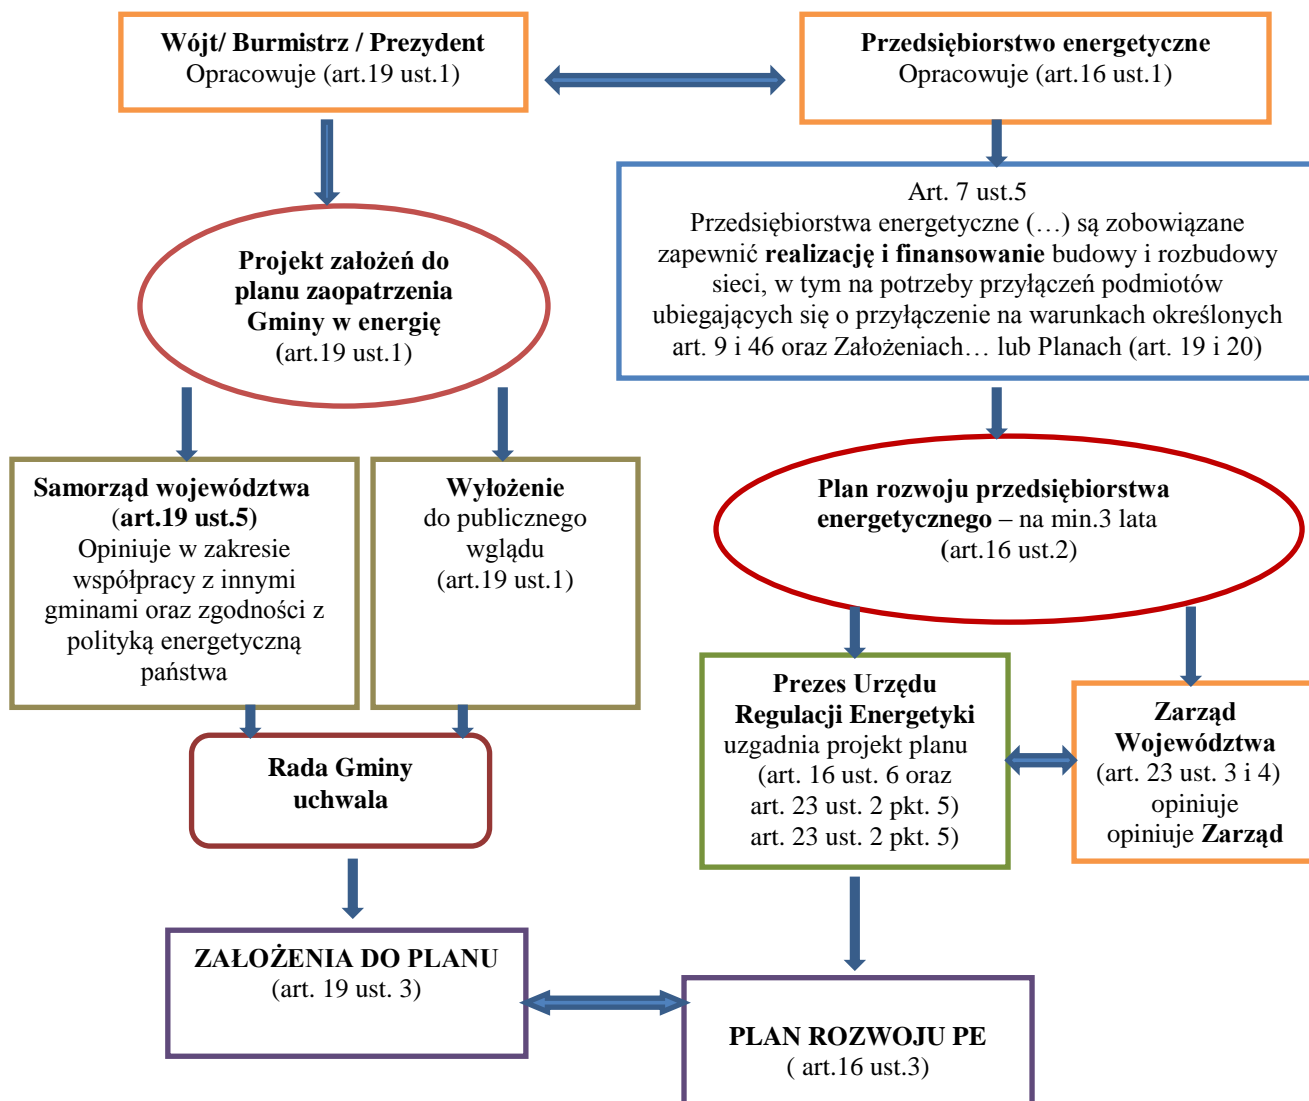 Wójt/ Burmistrz / Prezydent
Opracowuje (art.19 ust.1)
Przedsiębiorstwo energetyczne
Opracowuje (art.16 ust.1)
Art. 7 ust.5
Przedsiębiorstwa energetyczne (…) są zobowiązane
zapewnić realizację i finansowanie budowy i rozbudowy
sieci, w tym na potrzeby przyłączeń podmiotów
ubiegających się o przyłączenie na warunkach określonych
art. 9 i 46 oraz Założeniach… lub Planach (art. 19 i 20)
Projekt założeń do
planu zaopatrzenia
Gminy w energię
(art.19 ust.1)
Samorząd województwa
(art.19 ust.5)
Opiniuje w zakresie
współpracy z innymi
gminami oraz zgodności z
polityką energetyczną
państwa
Wyłożenie
do publicznego
wglądu
(art.19 ust.1)
Plan rozwoju przedsiębiorstwa
energetycznego – na min.3 lata
(art.16 ust.2)
Prezes Urzędu
Regulacji Energetyki
uzgadnia projekt planu
(art. 16 ust. 6 oraz
art. 23 ust. 2 pkt. 5)
art. 23 ust. 2 pkt. 5)
Zarząd
Województwa
(art. 23 ust. 3 i 4)
opiniuje
opiniuje Zarząd
Rada Gminy
uchwala
ZAŁOŻENIA DO PLANU
(art. 19 ust. 3)
PLAN ROZWOJU PE
( art.16 ust.3)